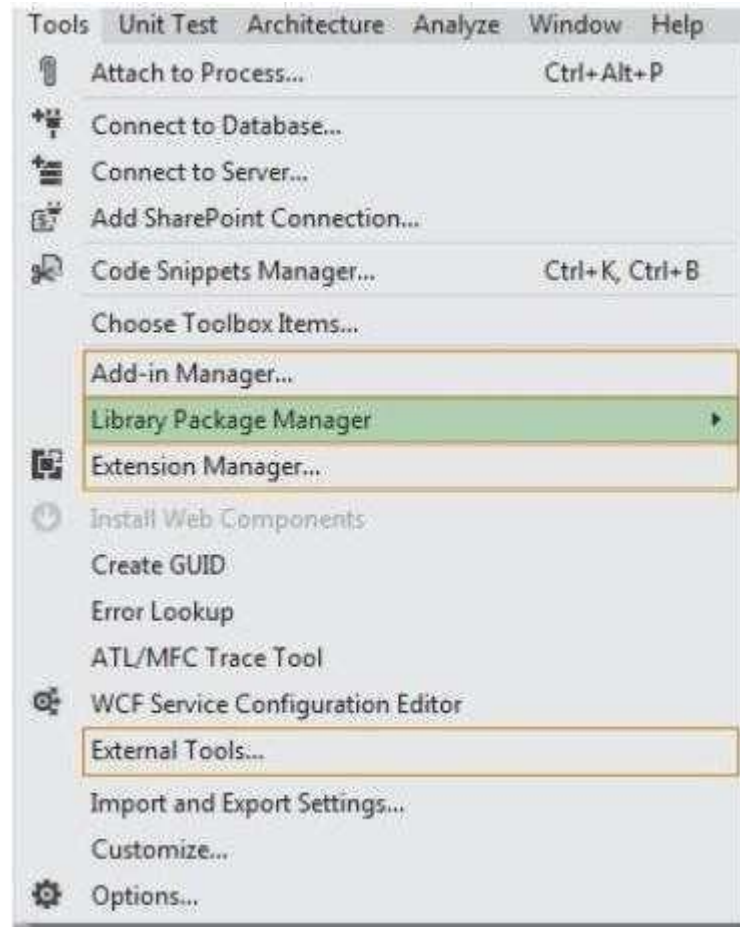 Tools Unit Test Architecture Analyze Window Help
Attach to Process... Ctrl+Alt+P
Connect to Database...
Connect to Server...
Add SharePoint Connection...
Code Snippets Manager... Ctrl+K, Ctrl+B
Choose Toolbox Items...
Add-in Manager...
Library Package Manager
Extension Manager...
Install Web Components
Create GUID
Error Lookup
ATL/MFC Trace Tool
WCF Service Configuration Editor
External Tools...
Import and Export Settings...
Customize...
Options...